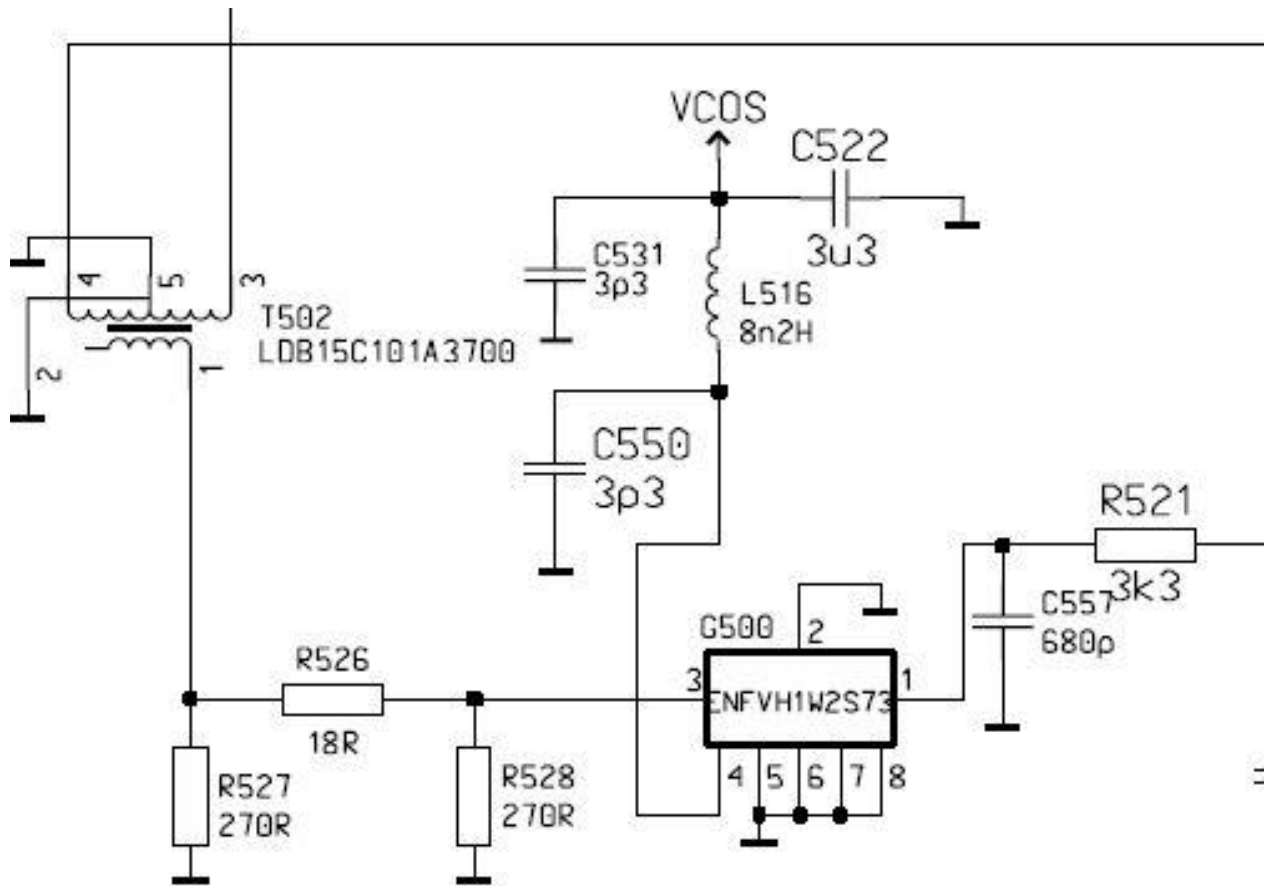 VCOS
C522
3u3
C531
3p3
L516
8n2H
4
5
3
T502
LDB15C101A3700
2
1
C550
3p3
R521
3k3
C557
680p
G500
2
R526
18R
3
ENFVH1W2S73
1
R527
270R
R528
270R
4
5
6
7
8